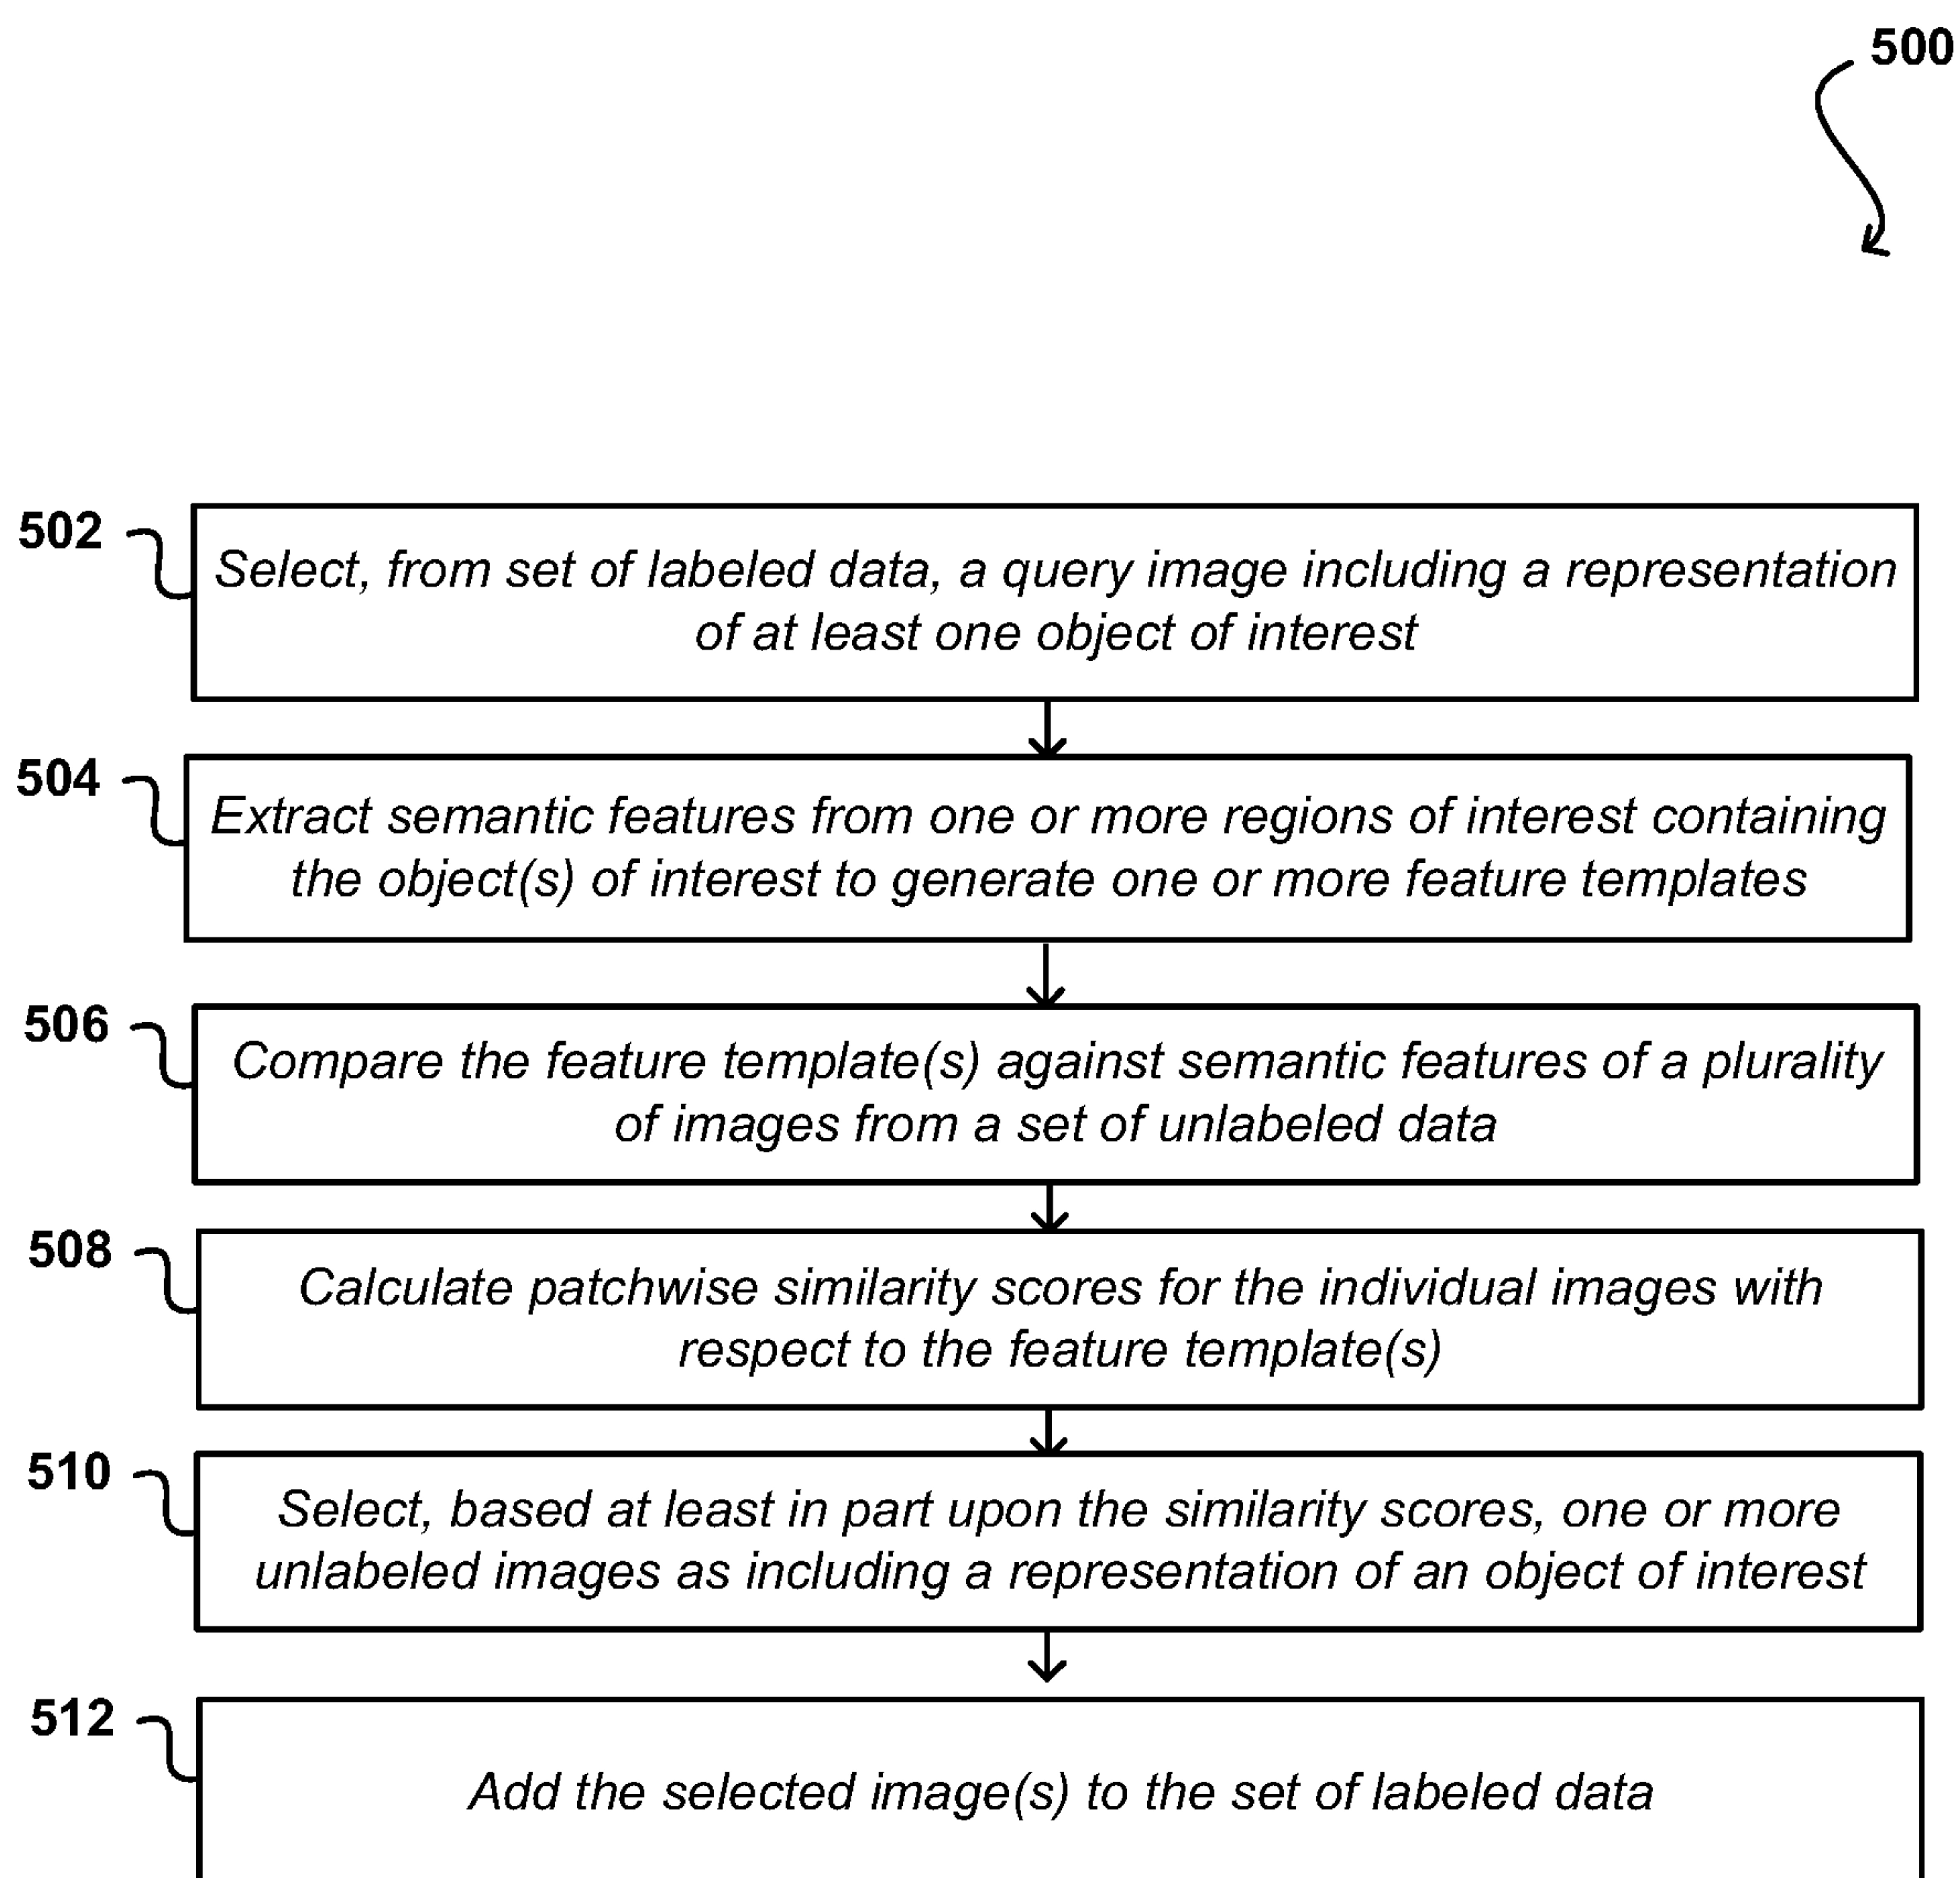 500
502
Select, from set of labeled data, a query image including a representation
of at least one object of interest
504
Extract semantic features from one or more regions of interest containing
the object(s) of interest to generate one or more feature templates
506
Compare the feature template(s) against semantic features of a plurality
of images from a set of unlabeled data
508
Calculate patchwise similarity scores for the individual images with
respect to the feature template(s)
510
Select, based at least in part upon the similarity scores, one or more
unlabeled images as including a representation of an object of interest
512
Add the selected image(s) to the set of labeled data